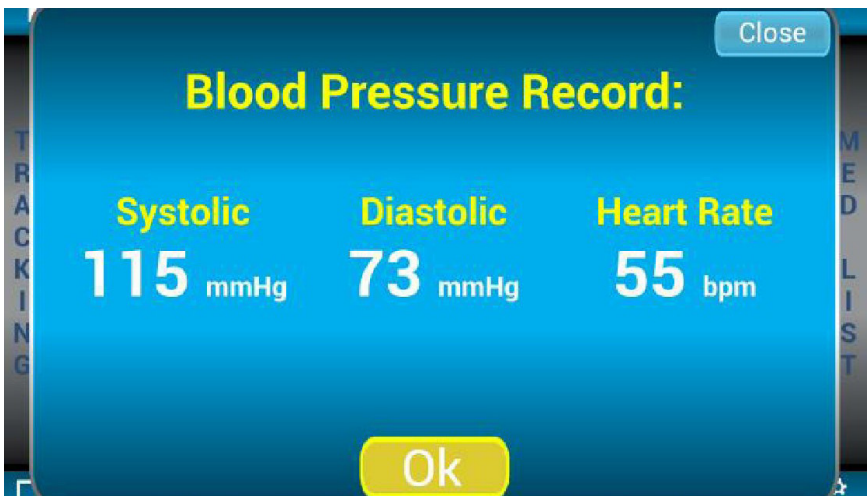 Close
Blood Pressure Record:
Systolic Diastolic Heart Rate
115 mmHg 73 mmHg 55 bpm
TRACKING
MED LIST
Ok